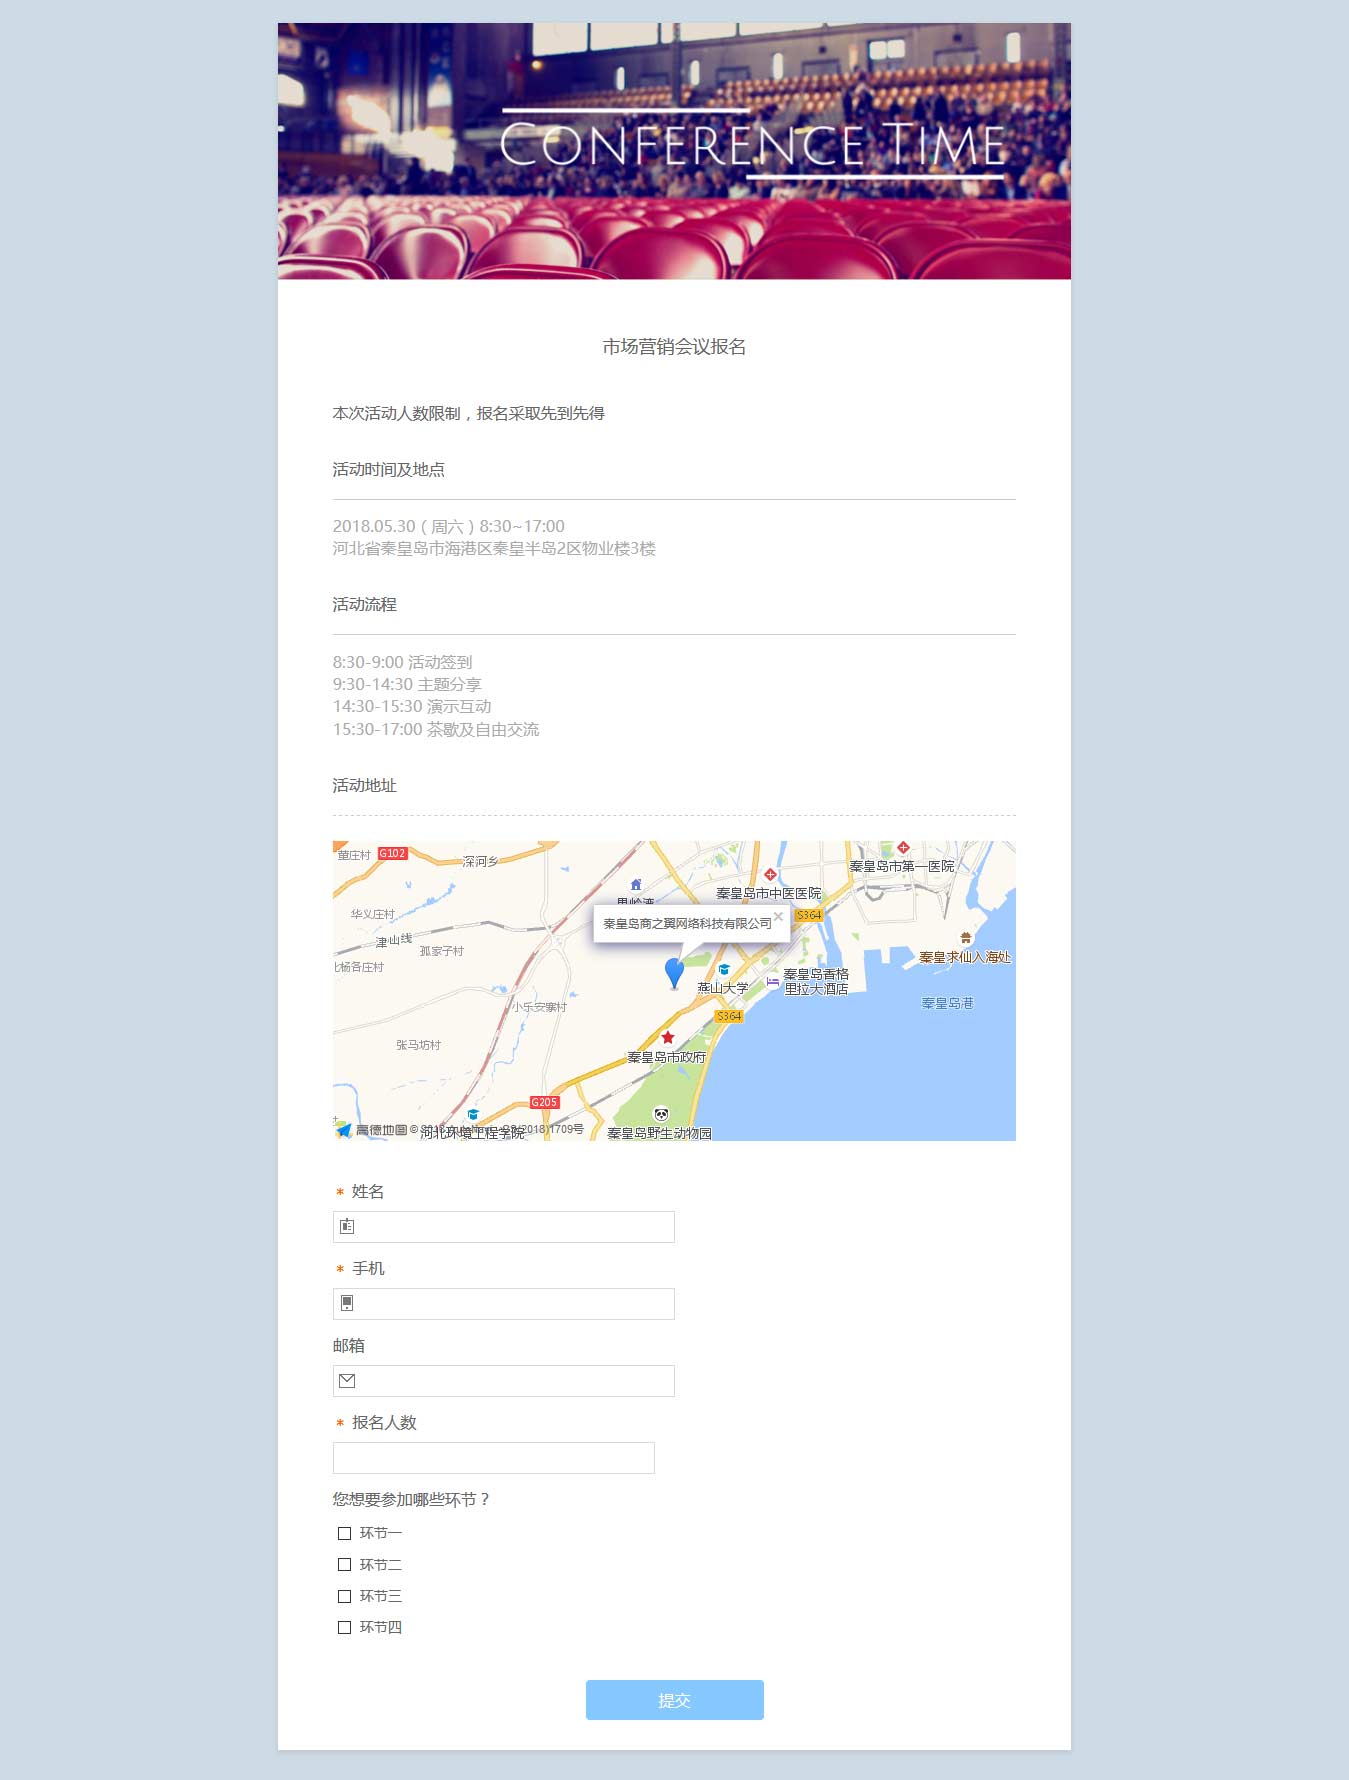 CONFERENCE TIME
市场营销会议报名
本次活动人数限制，报名采取先到先得
活动时间及地点
2018.05.30（周六）8:30~17:00
河北省秦皇岛市海港区秦皇半岛2区物业楼3楼
活动流程
8:30-9:00 活动签到
9:30-14:30 主题分享
14:30-15:30 演示互动
15:30-17:00 茶歇及自由交流
活动地址
董庄村
G102
深河乡
秦皇岛市第一医院
秦皇岛市中医医院
华义庄村
秦皇岛商之翼网络科技有限公司
S364
津山线
孤家子村
北杨各庄村
秦皇求仙入海处
燕山大学
秦皇岛香格
里拉大酒店
小乐安寨村
秦皇岛港
S364
张马坊村
秦皇岛市政府
G205
高德地图
河北环境工程学院
(2018)1709号
秦皇岛野生动物园
* 姓名
* 手机
邮箱
* 报名人数
您想要参加哪些环节？
环节一
环节二
环节三
环节四
提交